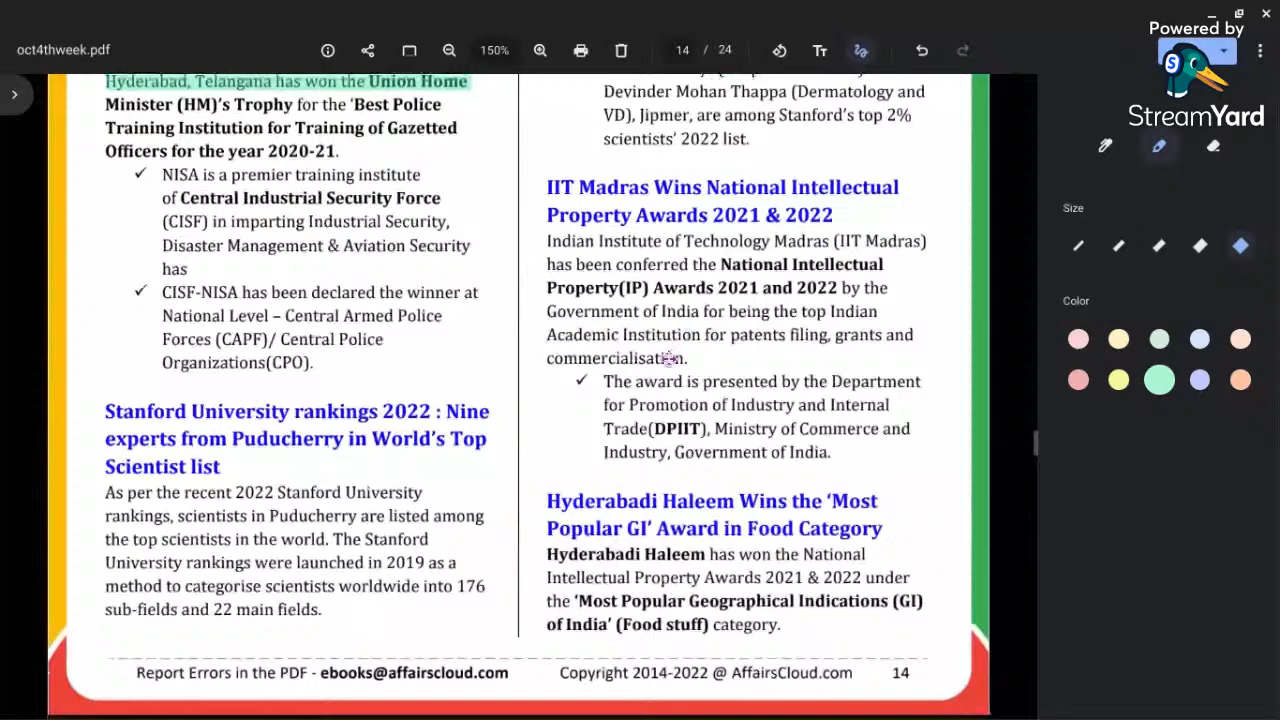 oct4thweek.pdf
150%
14 / 24
Powered by
StreamYard
Size
Color
Hyderabad, Telangana has won the Union Home
Minister (HM)'s Trophy for the 'Best Police
Training Institution for Training of Gazetted
Officers for the year 2020-21.
✓ NISA is a premier training institute
of Central Industrial Security Force
(CISF) in imparting Industrial Security,
Disaster Management & Aviation Security
has
✓ CISF-NISA has been declared the winner at
National Level – Central Armed Police
Forces (CAPF)/ Central Police
Organizations(CPO).
Stanford University rankings 2022 : Nine
experts from Puducherry in World's Top
Scientist list
As per the recent 2022 Stanford University
rankings, scientists in Puducherry are listed among
the top scientists in the world. The Stanford
University rankings were launched in 2019 as a
method to categorise scientists worldwide into 176
sub-fields and 22 main fields.
Devinder Mohan Thappa (Dermatology and
VD), Jipmer, are among Stanford's top 2%
scientists' 2022 list.
IIT Madras Wins National Intellectual
Property Awards 2021 & 2022
Indian Institute of Technology Madras (IIT Madras)
has been conferred the National Intellectual
Property(IP) Awards 2021 and 2022 by the
Government of India for being the top Indian
Academic Institution for patents filing, grants and
commercialisation.
✓ The award is presented by the Department
for Promotion of Industry and Internal
Trade(DPIIT), Ministry of Commerce and
Industry, Government of India.
Hyderabadi Haleem Wins the 'Most
Popular GI' Award in Food Category
Hyderabadi Haleem has won the National
Intellectual Property Awards 2021 & 2022 under
the 'Most Popular Geographical Indications (GI)
of India' (Food stuff) category.
Report Errors in the PDF - ebooks@affairscloud.com
Copyright 2014-2022 @ AffairsCloud.com
14